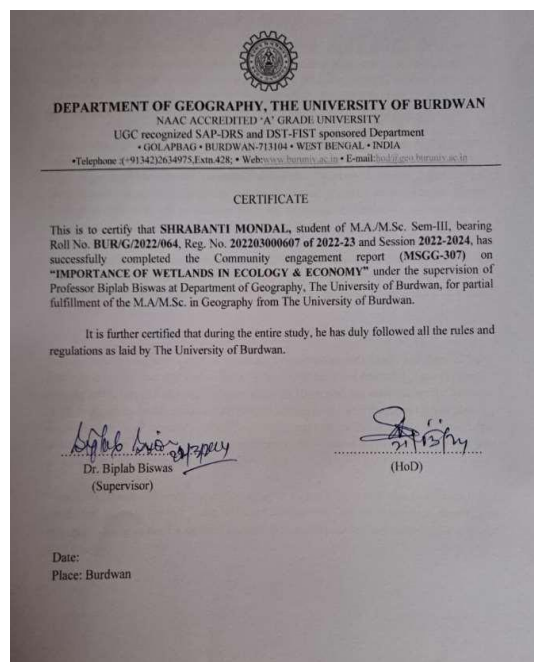 DEPARTMENT OF GEOGRAPHY, THE UNIVERSITY OF BURDWAN
NAAC ACCREDITED 'A' GRADE UNIVERSITY
UGC recognized SAP-DRS and DST-FIST sponsored Department
• GOLAPBAG • BURDWAN-713104 • WEST BENGAL • INDIA
•Telephone :(+91342)2634975,Extn.428; • Web:www.buruniv.ac.in • E-mail:hod@geo.buruniv.ac.in
CERTIFICATE
This is to certify that SHRABANTI MONDAL, student of M.A./M.Sc. Sem-III, bearing
Roll No. BUR/G/2022/064, Reg. No. 202203000607 of 2022-23 and Session 2022-2024, has
successfully completed the Community engagement report (MSGG-307) on
"IMPORTANCE OF WETLANDS IN ECOLOGY & ECONOMY" under the supervision of
Professor Biplab Biswas at Department of Geography, The University of Burdwan, for partial
fulfillment of the M.A/M.Sc. in Geography from The University of Burdwan.
It is further certified that during the entire study, he has duly followed all the rules and
regulations as laid by The University of Burdwan.
Biplab
Dr. Biplab Biswas
(Supervisor)
(HoD)
Date:
Place: Burdwan